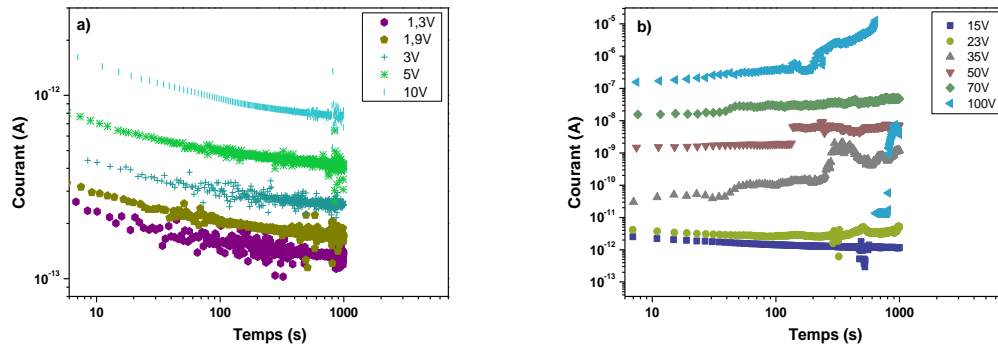 a)
1,3V
1,9V
3V
5V
10V
10⁻¹²
10⁻¹³
Courant (A)
10
100
1000
Temps (s)
b)
15V
23V
35V
50V
70V
100V
10⁻⁵
10⁻⁶
10⁻⁷
10⁻⁸
10⁻⁹
10⁻¹⁰
10⁻¹¹
10⁻¹²
10⁻¹³
Courant (A)
10
100
1000
Temps (s)